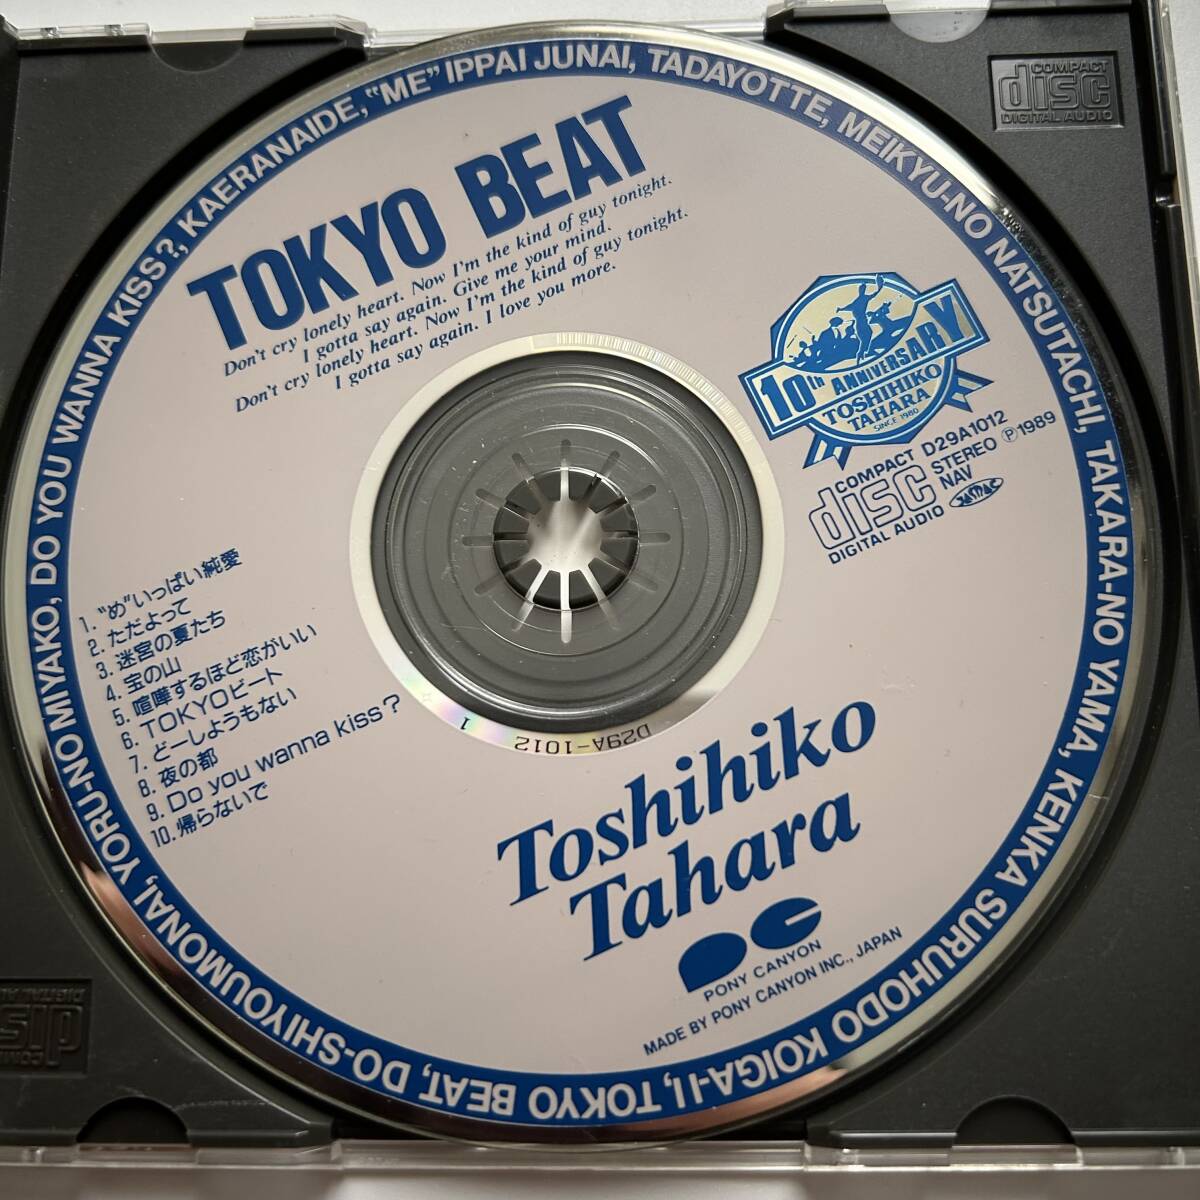 "ME" IPPAI JUNAI, TADAYOTTE, MEIKYU-NO NATSUTACHI, TAKARA-NO YAMA, KENKA SURUHODO KOIGA-II, TOKYO BEAT, DO-SHIYOUMONAI, YORU-NO MIYAKO, DO YOU WANNA KISS?, KAERANAIDE,
TOKYO BEAT
Don't cry lonely heart. Now I'm the kind of guy tonight.
I gotta say again. Give me your mind.
Don't cry lonely heart. Now I'm the kind of guy tonight.
I gotta say again. I love you more.
10th ANNIVERSARY
TOSHIHIKO
TAHARA
SINCE 1980
COMPACT
disc
DIGITAL AUDIO
D29A1012
STEREO ℗1989
NAV
JASRAC
1. "め"いっぱい純愛
2. ただよって
3. 迷宮の夏たち
4. 宝の山
5. 喧嘩するほど恋がいい
6. TOKYOビート
7. どーしようもない
8. 夜の都
9. Do you wanna kiss?
10. 帰らないで
D29A-1012 1
Toshihiko
Tahara
PC
PONY CANYON
MADE BY PONY CANYON INC., JAPAN
COMPACT
disc
DIGITAL AUDIO